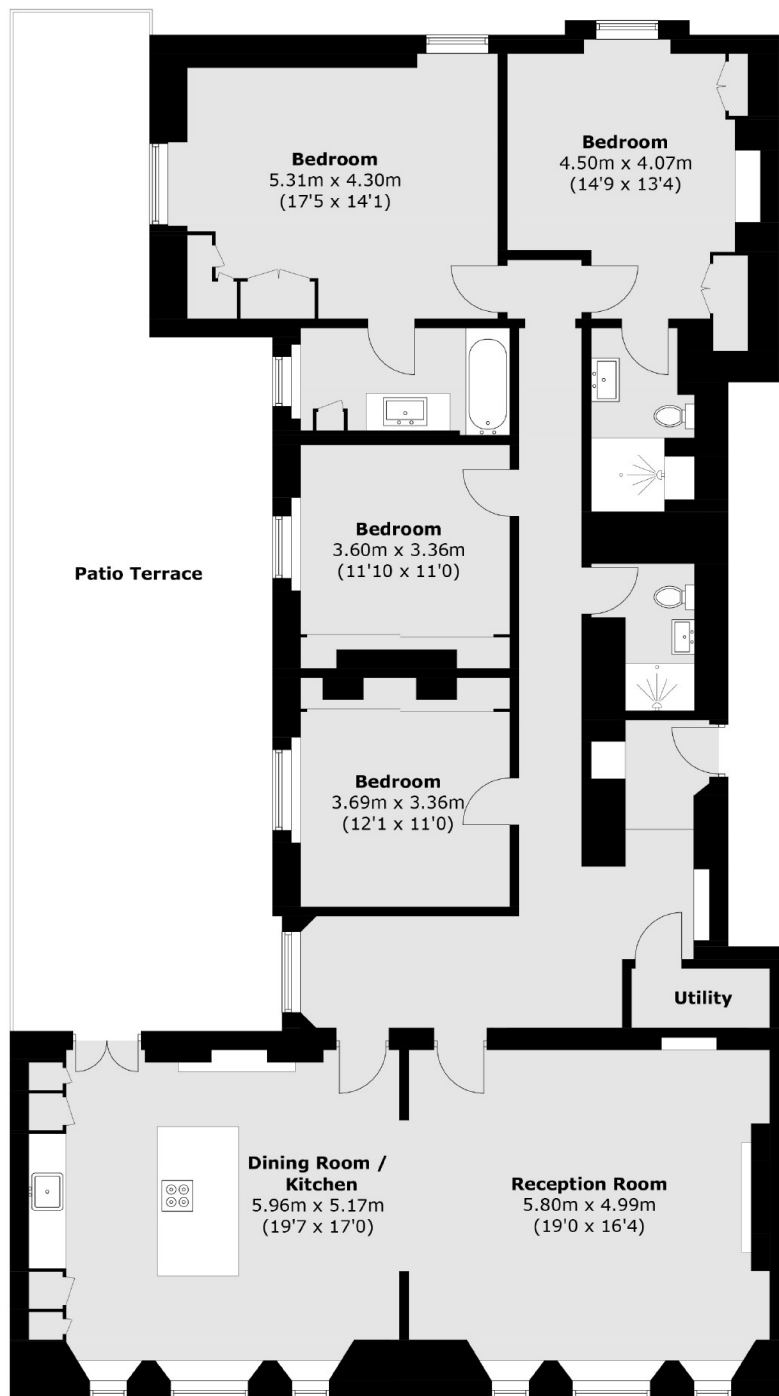 Bedroom
5.31m x 4.30m
(17'5 x 14'1)
Bedroom
4.50m x 4.07m
(14'9 x 13'4)
Bedroom
3.60m x 3.36m
(11'10 x 11'0)
Patio Terrace
Bedroom
3.69m x 3.36m
(12'1 x 11'0)
Utility
Dining Room /
Kitchen
5.96m x 5.17m
(19'7 x 17'0)
Reception Room
5.80m x 4.99m
(19'0 x 16'4)